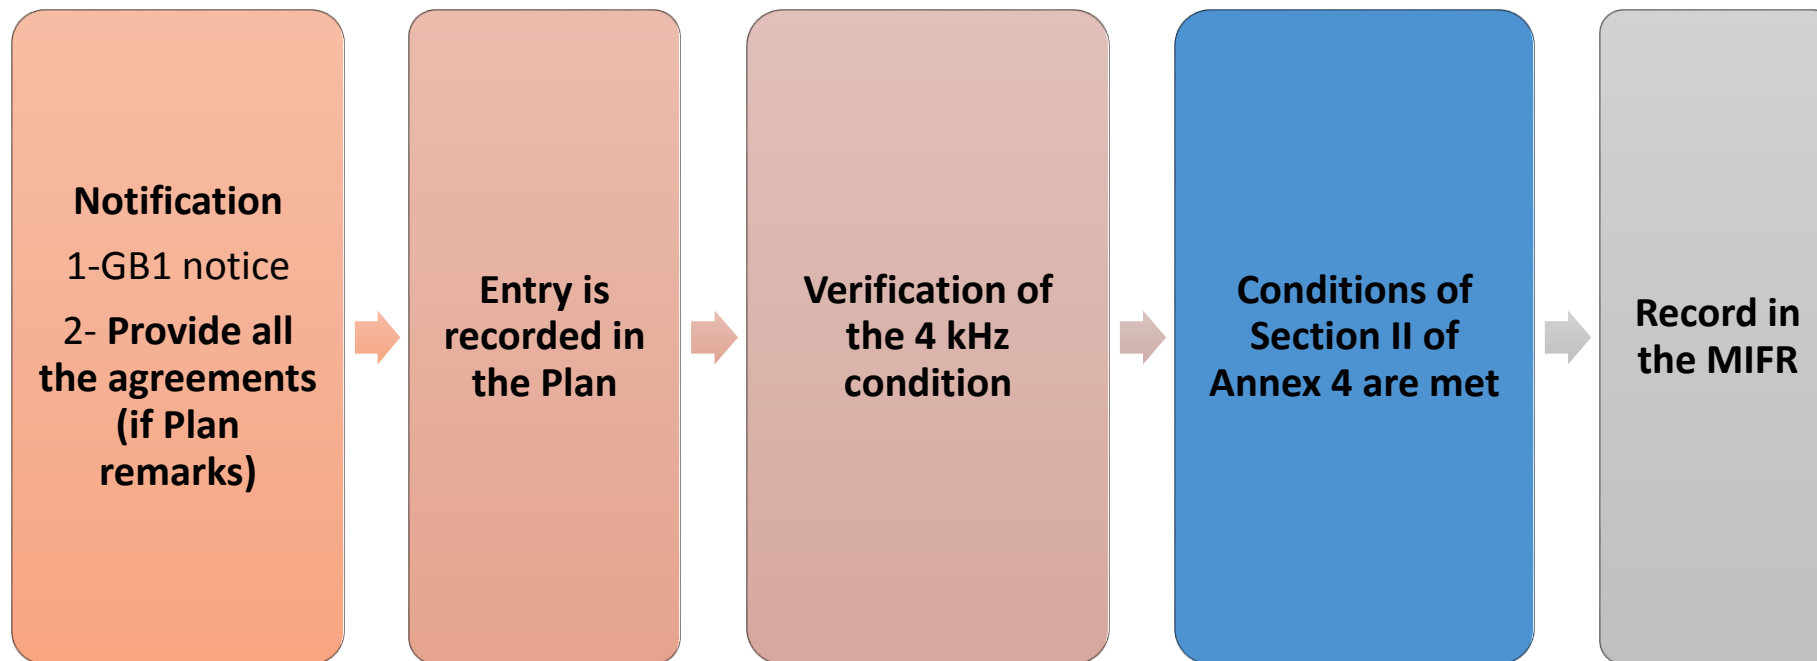 Notification
1-GB1 notice
2- Provide all
the agreements
(if Plan
remarks)
Entry is
recorded in
the Plan
Verification of
the 4 kHz
condition
Conditions of
Section II of
Annex 4 are met
Record in
the MIFR